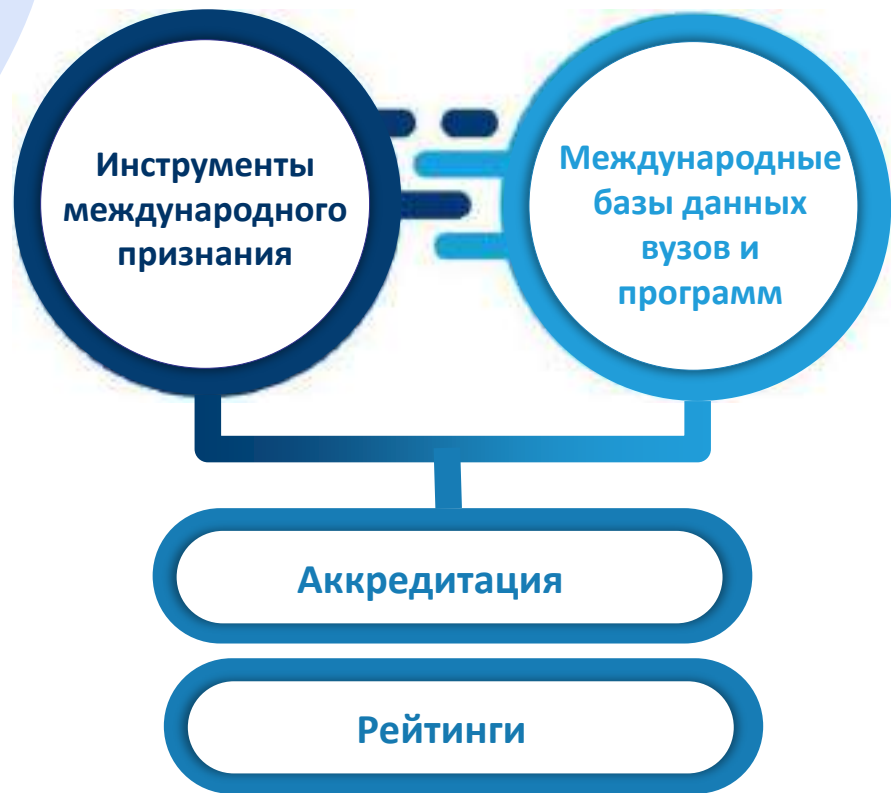 Инструменты
международного
признания
Международные
базы данных
вузов и
программ
Аккредитация
Рейтинги